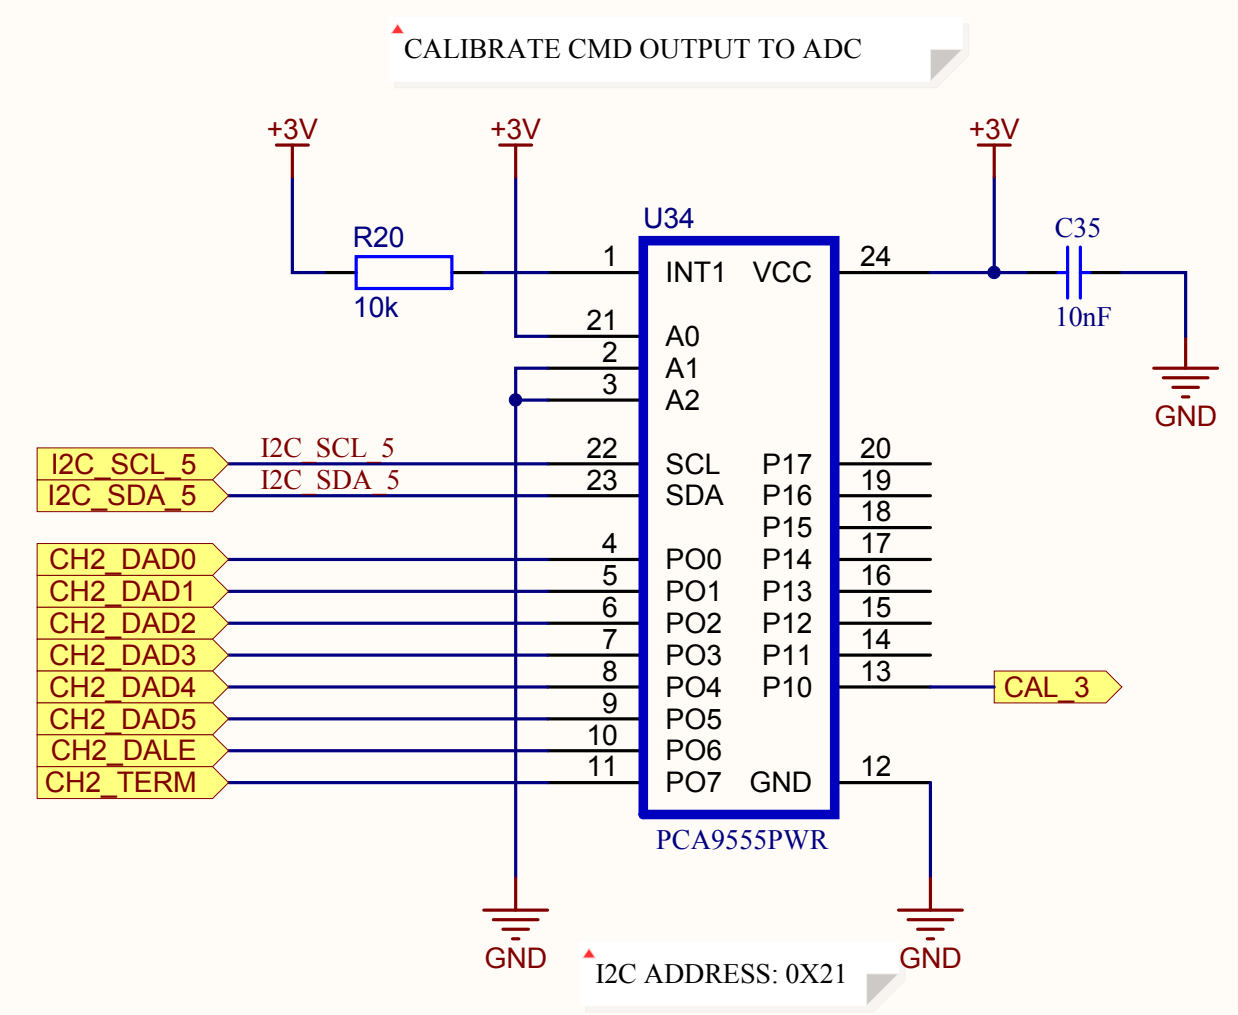 CALIBRATE CMD OUTPUT TO ADC
+3V
+3V
+3V
U34
R20
10k
C35
10nF
GND
1
INT1
VCC
24
21
A0
2
A1
3
A2
I2C_SCL_5
I2C_SCL_5
22
SCL
P17
20
I2C_SDA_5
I2C_SDA_5
23
SDA
P16
19
P15
18
CH2_DAD0
4
PO0
P14
17
CH2_DAD1
5
PO1
P13
16
CH2_DAD2
6
PO2
P12
15
CH2_DAD3
7
PO3
P11
14
CH2_DAD4
8
PO4
P10
13
CAL_3
CH2_DAD5
9
PO5
CH2_DALE
10
PO6
CH2_TERM
11
PO7
GND
12
PCA9555PWR
GND
GND
I2C ADDRESS: 0X21